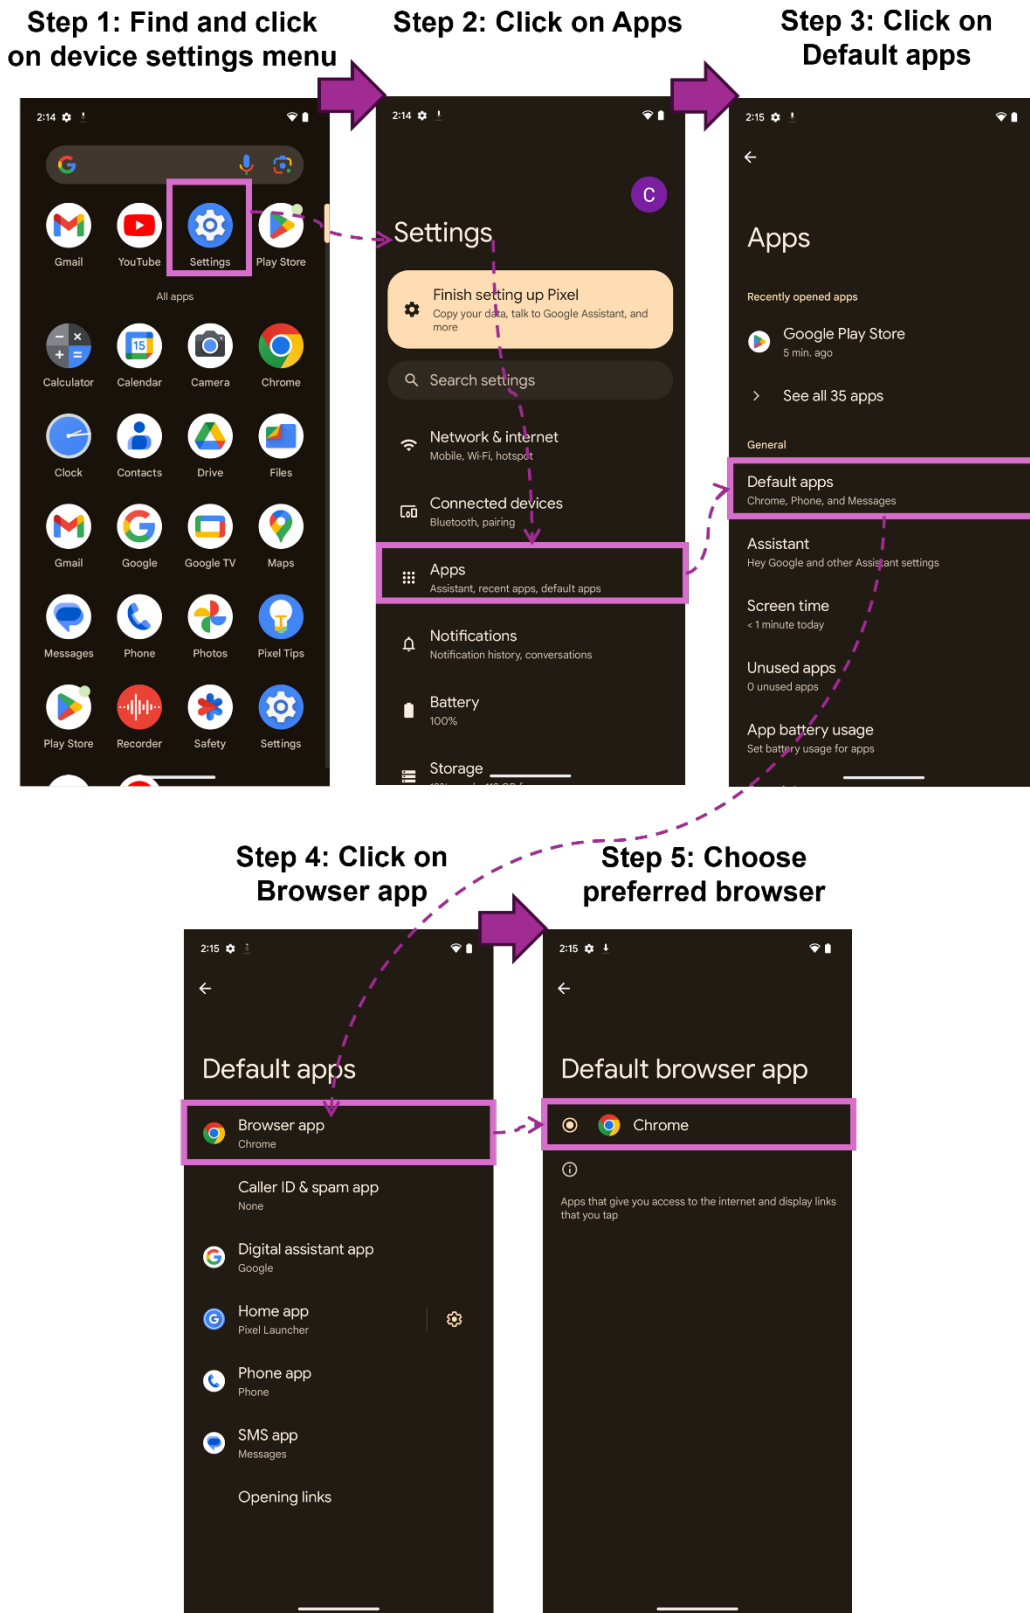 Step 1: Find and click
on device settings menu
Step 2: Click on Apps
Step 3: Click on
Default apps
2:14
Gmail
YouTube
Settings
Play Store
All apps
15
Calculator
Calendar
Camera
Chrome
Clock
Contacts
Drive
Files
Gmail
Google
Google TV
Maps
Messages
Phone
Photos
Pixel Tips
Play Store
Recorder
Safety
Settings
2:14
C
Settings
Finish setting up Pixel
Copy your data, talk to Google Assistant, and
more
Search settings
Network & internet
Mobile, Wi-Fi, hotspot
Connected devices
Bluetooth, pairing
Apps
Assistant, recent apps, default apps
Notifications
Notification history, conversations
Battery
100%
Storage
2:15
Apps
Recently opened apps
Google Play Store
5 min. ago
See all 35 apps
General
Default apps
Chrome, Phone, and Messages
Assistant
Hey Google and other Assistant settings
Screen time
< 1 minute today
Unused apps
0 unused apps
App battery usage
Set battery usage for apps
Step 4: Click on
Browser app
Step 5: Choose
preferred browser
2:15
Default apps
Browser app
Chrome
Caller ID & spam app
None
Digital assistant app
Google
Home app
Pixel Launcher
Phone app
Phone
SMS app
Messages
Opening links
2:15
Default browser app
Chrome
Apps that give you access to the internet and display links
that you tap